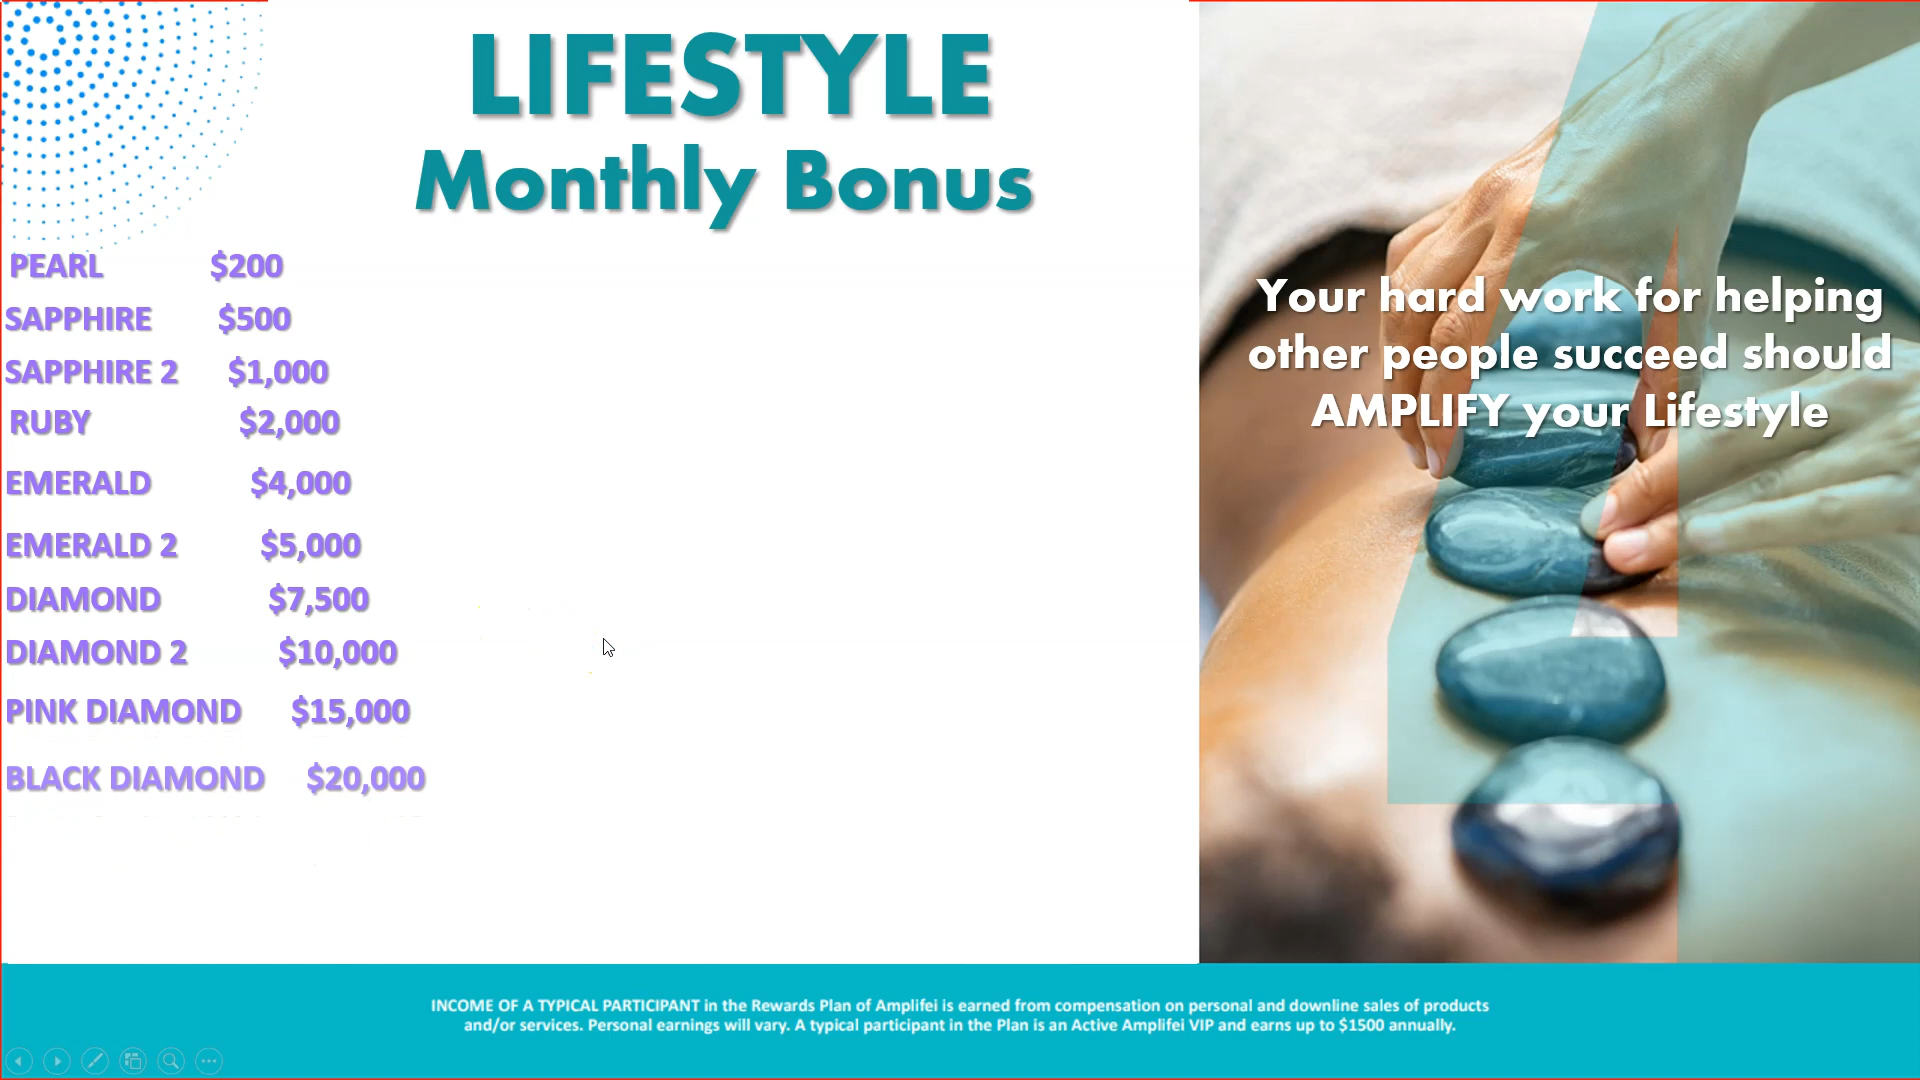 LIFESTYLE
Monthly Bonus
PEARL $200
SAPPHIRE $500
SAPPHIRE 2 $1,000
RUBY $2,000
EMERALD $4,000
EMERALD 2 $5,000
DIAMOND $7,500
DIAMOND 2 $10,000
PINK DIAMOND $15,000
BLACK DIAMOND $20,000
Your hard work for helping
other people succeed should
AMPLIFY your Lifestyle
INCOME OF A TYPICAL PARTICIPANT in the Rewards Plan of Amplifei is earned from compensation on personal and downline sales of products
and/or services. Personal earnings will vary. A typical participant in the Plan is an Active Amplifei VIP and earns up to $1500 annually.